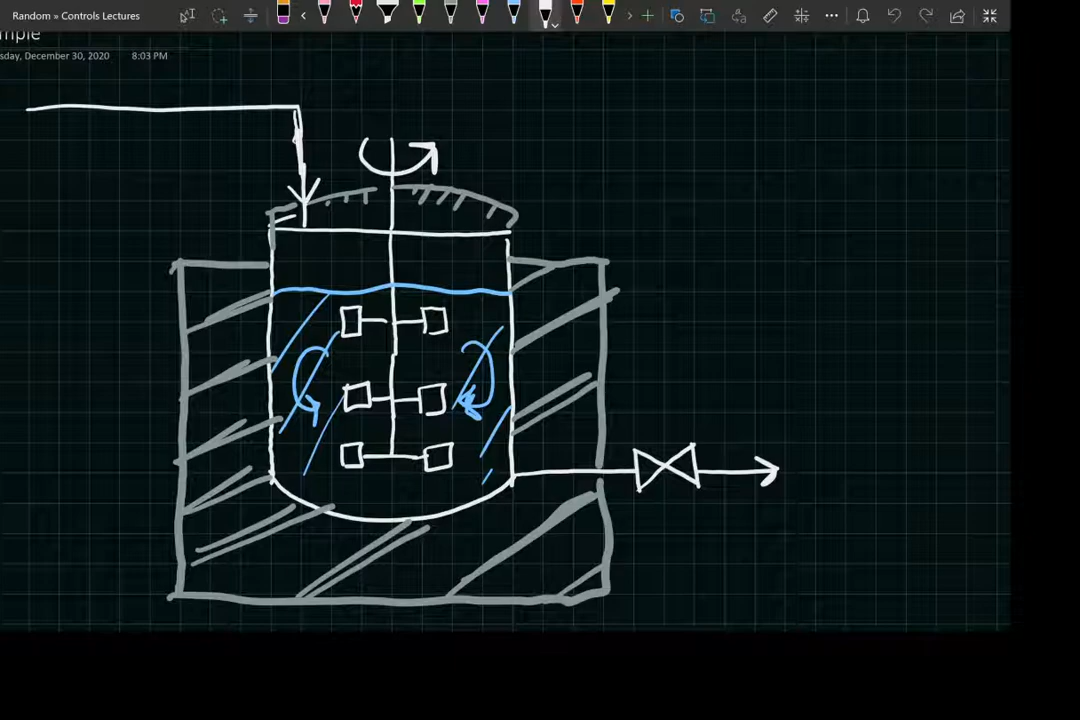 Random » Controls Lectures
mple
sday, December 30, 2020 8:03 PM